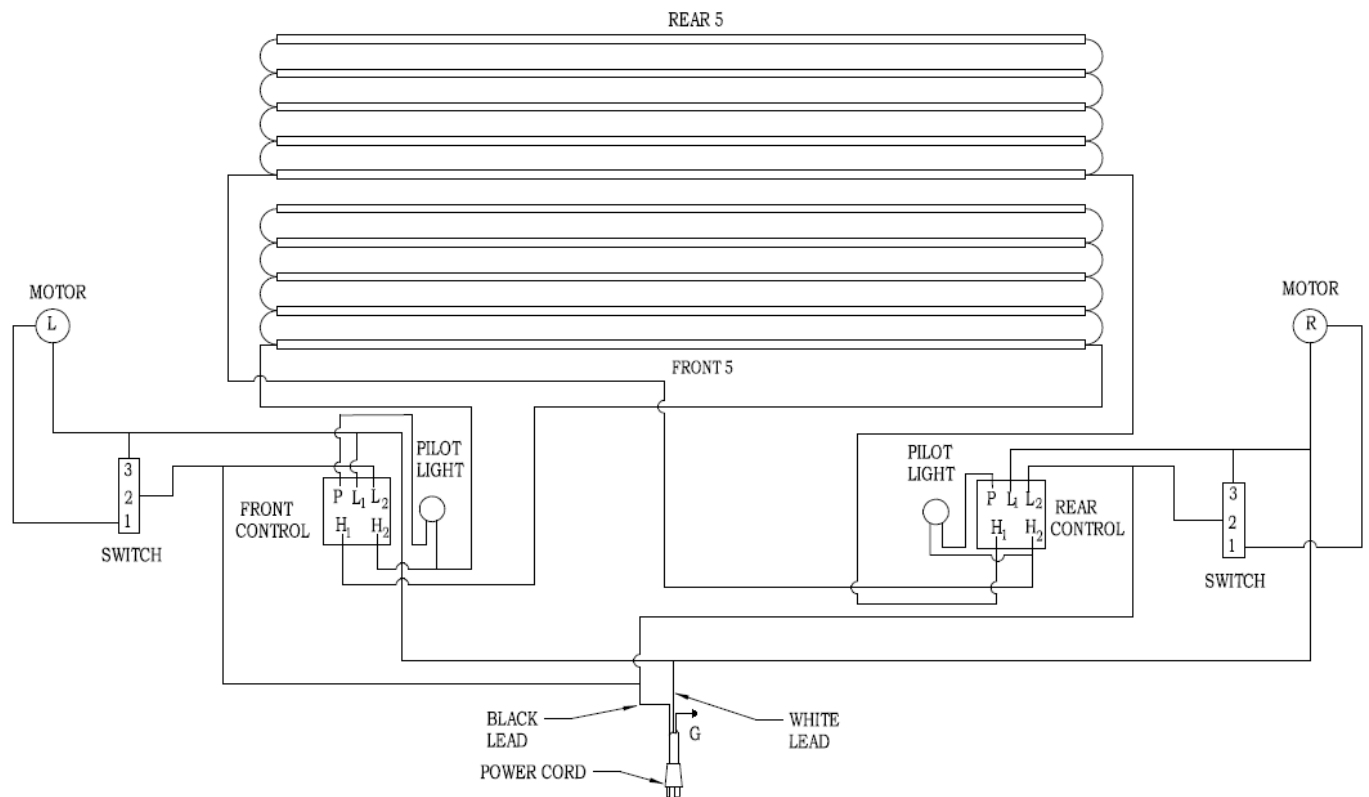 REAR 5
FRONT 5
MOTOR
L
MOTOR
R
3
2
1
SWITCH
FRONT
CONTROL
P L₁ L₂
H₁ H₂
PILOT
LIGHT
PILOT
LIGHT
P L₁ L₂
H₁ H₂
REAR
CONTROL
3
2
1
SWITCH
BLACK
LEAD
G
WHITE
LEAD
POWER CORD